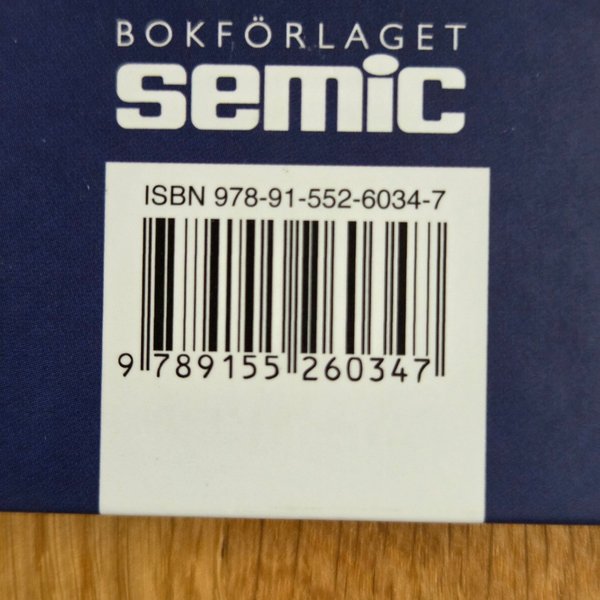 BOKFÖRLAGET
semic
ISBN 978-91-552-6034-7
9 789155 260347